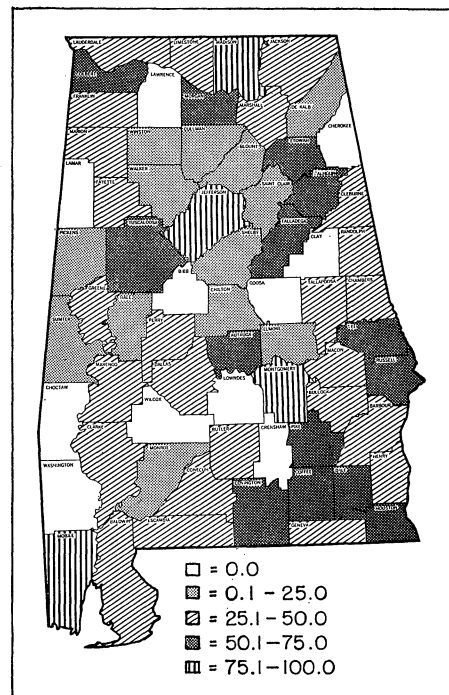 LAUDERDALE
LIMESTONE
MADISON
JACKSON
COLBERT
LAWRENCE
FRANKLIN
MORGAN
MARSHALL
DE KALB
CHEROKEE
MARION
WINSTON
CULLMAN
BLOUNT
ETOWAH
LAMAR
FAYETTE
WALKER
JEFFERSON
SAINT CLAIR
CALHOUN
CLEBURNE
PICKENS
TUSCALOOSA
SHELBY
TALLADEGA
CLAY
RANDOLPH
BIBB
GREENE
HALE
CHILTON
COOSA
TALLAPOOSA
CHAMBERS
SUMTER
PERRY
AUTAUGA
ELMORE
LEE
MACON
RUSSELL
MARENGO
DALLAS
MONTGOMERY
LOWNDES
BULLOCK
CHOCTAW
WILCOX
BARBOUR
CLARKE
BUTLER
CRENSHAW
PIKE
MONROE
HENRY
WASHINGTON
CONECUH
COFFEE
DALE
COVINGTON
HOUSTON
BALDWIN
ESCAMBIA
GENEVA
MOBILE
= 0.0
= 0.1 - 25.0
= 25.1 - 50.0
= 50.1 - 75.0
= 75.1 - 100.0